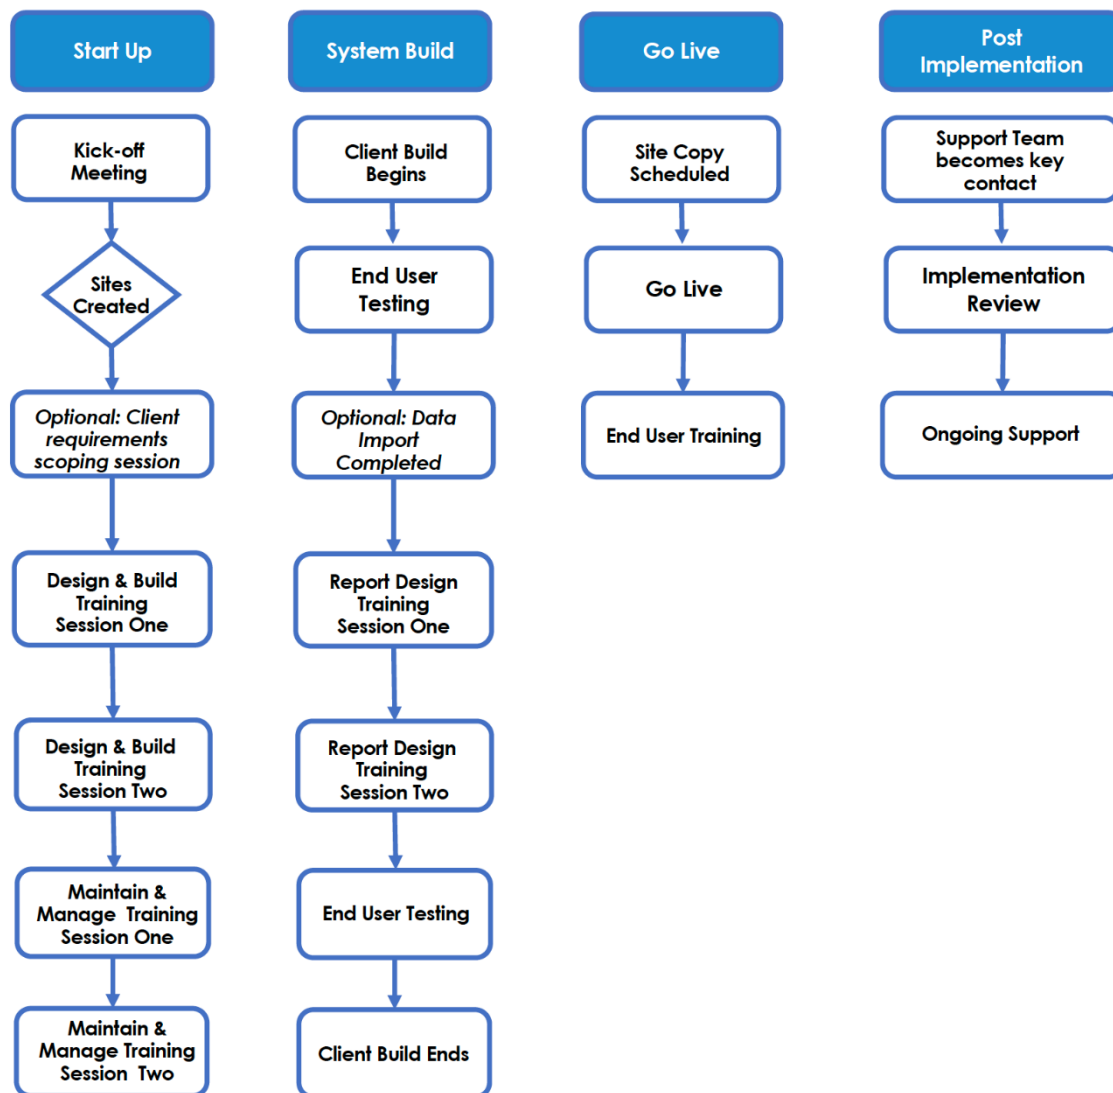 Start Up
Kick-off
Meeting
Sites
Created
Optional: Client
requirements
scoping session
Design & Build
Training
Session One
Design & Build
Training
Session Two
Maintain &
Manage Training
Session One
Maintain &
Manage Training
Session Two
System Build
Client Build
Begins
End User
Testing
Optional: Data
Import
Completed
Report Design
Training
Session One
Report Design
Training
Session Two
End User Testing
Client Build Ends
Go Live
Site Copy
Scheduled
Go Live
End User Training
Post
Implementation
Support Team
becomes key
contact
Implementation
Review
Ongoing Support